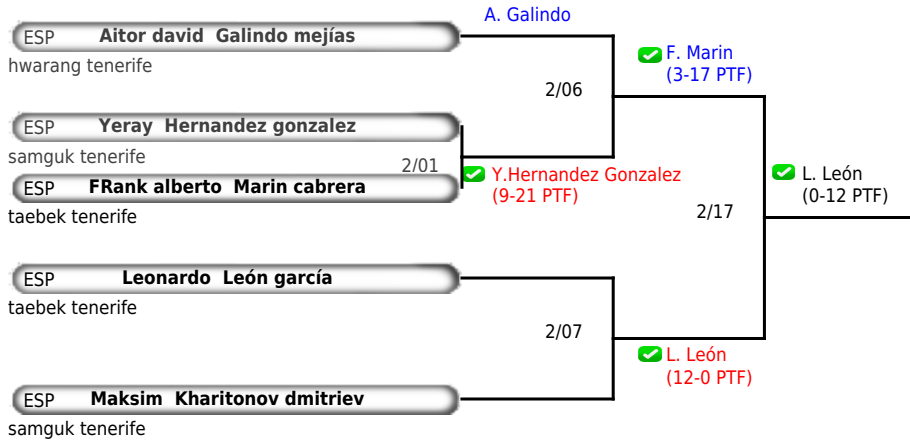 A. Galindo
ESP Aitor david Galindo mejías
hwarang tenerife
F. Marin
(3-17 PTF)
2/06
ESP Yeray Hernandez gonzalez
samguk tenerife
2/01
Y.Hernandez Gonzalez
(9-21 PTF)
ESP FRank alberto Marin cabrera
taebek tenerife
L. León
(0-12 PTF)
2/17
ESP Leonardo León garcía
taebek tenerife
2/07
L. León
(12-0 PTF)
ESP Maksim Kharitonov dmitriev
samguk tenerife